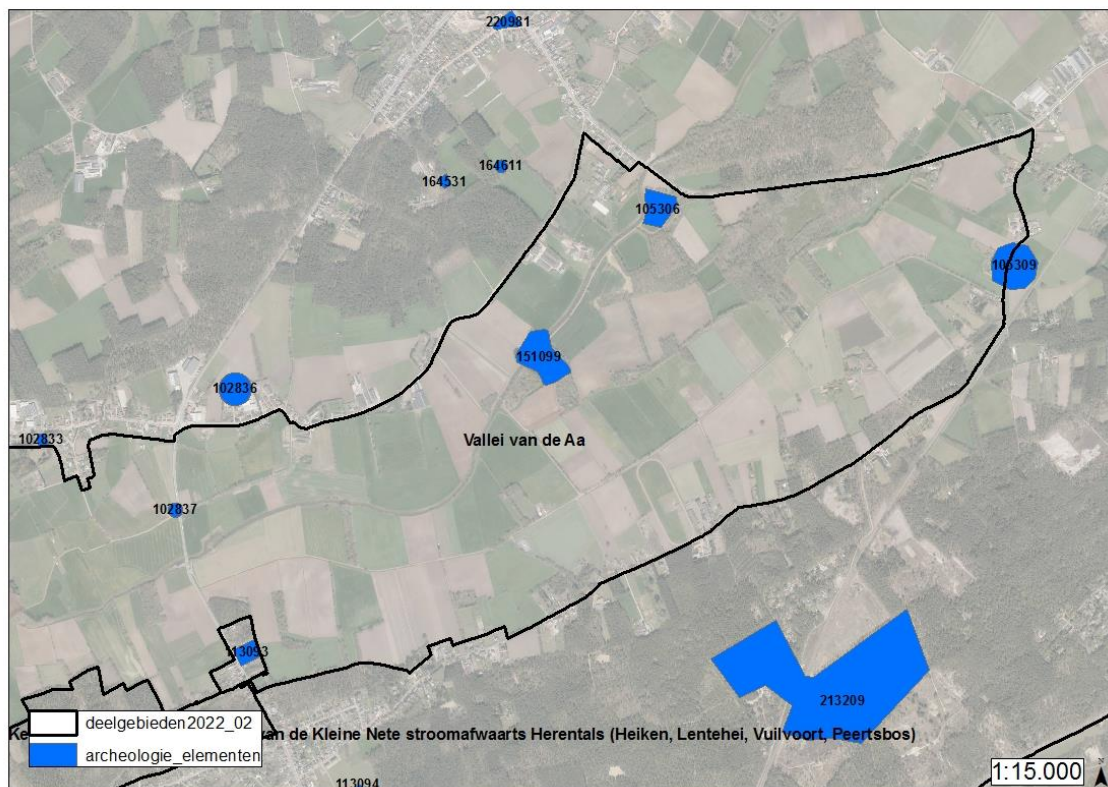 220981
164611
164531
105306
105309
151099
102836
102833
Vallei van de Aa
102837
113093
213209
deelgebieden2022_02
van de Kleine Nete stroomafwaarts Herentals (Heiken, Lentehei, Vuilvoort, Peertsbos)
archeologie_elementen
113094
1:15.000
N